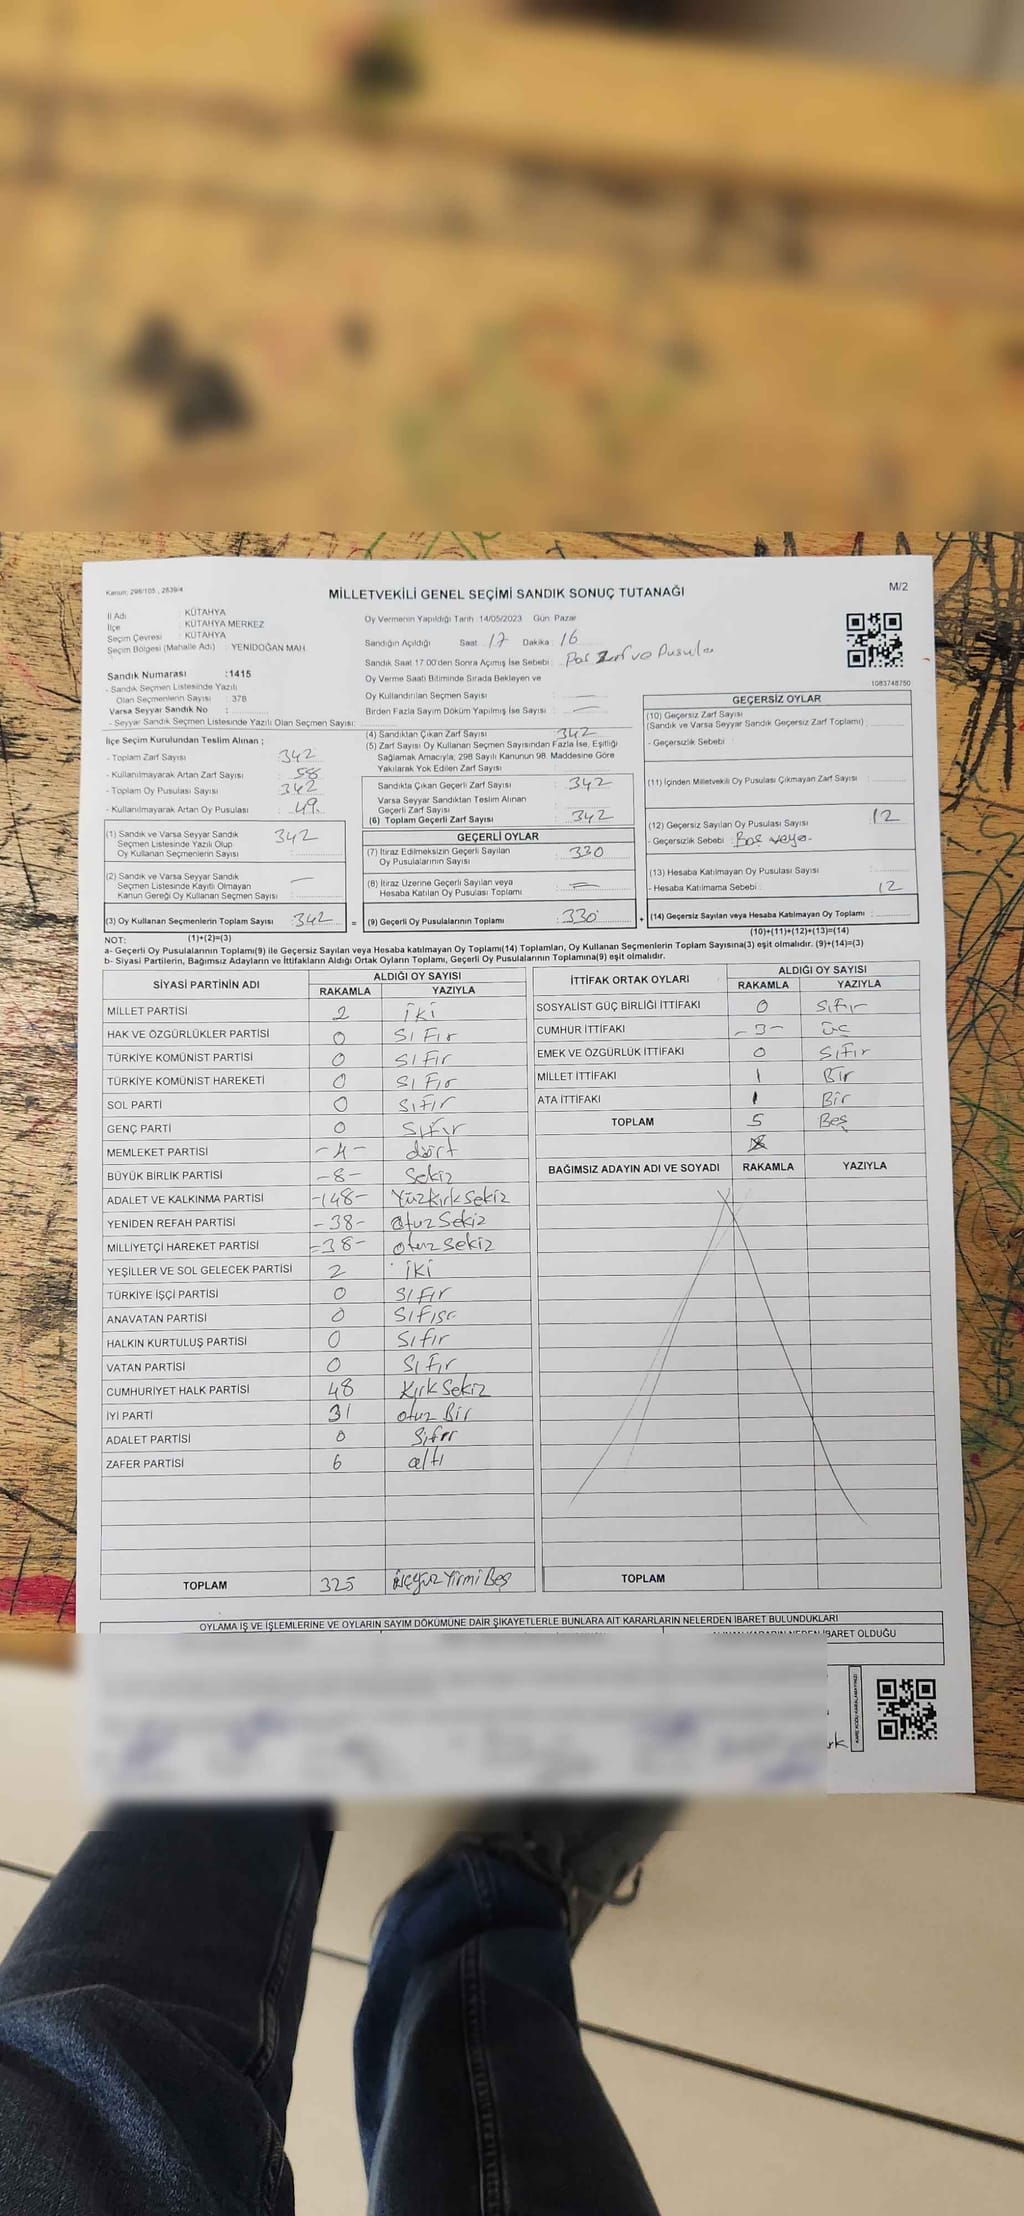 Kanun: 298/105 , 2839/4
MİLLETVEKİLİ GENEL SEÇİMİ SANDIK SONUÇ TUTANAĞI
M/2
İl Adı : KÜTAHYA
İlçe : KÜTAHYA MERKEZ
Seçim Çevresi : KÜTAHYA
Seçim Bölgesi (Mahalle Adı) : YENİDOĞAN MAH.
Oy Vermenin Yapıldığı Tarih 14/05/2023 Gün: Pazar
Sandığın Açıldığı Saat: 17 Dakika : 16
Sandık Saat 17:00'den Sonra Açımış İse Sebebi : ve Pusula
1083748750
Sandık Numarası :1415
- Sandık Seçmen Listesinde Yazılı
Olan Seçmenlerin Sayısı : 376
Varsa Seyyar Sandık No :
- Seyyar Sandık Seçmen Listesinde Yazılı Olan Seçmen Sayısı:
Oy Verme Saati Bitiminde Sırada Bekleyen ve
Oy Kullandırılan Seçmen Sayısı : —
Birden Fazla Sayım Döküm Yapılmış İse Sayısı : —
İlçe Seçim Kurulundan Teslim Alınan ;
- Toplam Zarf Sayısı : 342
- Kullanılmayarak Artan Zarf Sayısı :
- Toplam Oy Pusulası Sayısı : 342
- Kullanılmayarak Artan Oy Pusulası : 49
(1) Sandık ve Varsa Seyyar Sandık
Seçmen Listesinde Yazılı Olup
Oy Kullanan Seçmenlerin Sayısı : 342
(2) Sandık ve Varsa Seyyar Sandık
Seçmen Listesinde Kayıtlı Olmayan
Kanun Gereği Oy Kullanan Seçmen Sayısı : —
(3) Oy Kullanan Seçmenlerin Toplam Sayısı : 342
(4) Sandıktan Çıkan Zarf Sayısı : 342
(5) Zarf Sayısı Oy Kullanan Seçmen Sayısından Fazla İse, Eşitliği
Sağlamak Amacıyla, 298 Sayılı Kanunun 98. Maddesine Göre
Yakılarak Yok Edilen Zarf Sayısı :
Sandıkta Çıkan Geçerli Zarf Sayısı : 342
Varsa Seyyar Sandıktan Teslim Alınan
Geçerli Zarf Sayısı :
(6) Toplam Geçerli Zarf Sayısı : 342
GEÇERLİ OYLAR
(7) İtiraz Edilmeksizin Geçerli Sayılan
Oy Pusulalarının Sayısı : 330
(8) İtiraz Üzerine Geçerli Sayılan veya
Hesaba Katılan Oy Pusulaları Toplamı : —
= (9) Geçerli Oy Pusulalarının Toplamı : 330
GEÇERSİZ OYLAR
(10) Geçersiz Zarf Sayısı
(Sandık ve Varsa Seyyar Sandık Geçersiz Zarf Toplamı) :
- Geçersizlik Sebebi :
(11) İçinden Milletvekili Oy Pusulası Çıkmayan Zarf Sayısı :
(12) Geçersiz Sayılan Oy Pusulası Sayısı : 12
- Geçersizlik Sebebi : Boş veya
(13) Hesaba Katılmayan Oy Pusulası Sayısı :
- Hesaba Katılmama Sebebi : 12
+ (14) Geçersiz Sayılan veya Hesaba Katılmayan Oy Toplamı :
NOT: (1)+(2)=(3)
(10)+(11)+(12)+(13)=(14)
a- Geçerli Oy Pusulalarının Toplamı(9) ile Geçersiz Sayılan veya Hesaba katılmayan Oy Toplamı(14) Toplamları, Oy Kullanan Seçmenlerin Toplam Sayısına(3) eşit olmalıdır. (9)+(14)=(3)
b- Siyasi Partilerin, Bağımsız Adayların ve İttifakların Aldığı Ortak Oyların Toplamı, Geçerli Oy Pusulalarının Toplamına(9) eşit olmalıdır.
SİYASİ PARTİNİN ADI ALDIĞI OY SAYISI
RAKAMLA YAZIYLA
MİLLET PARTİSİ 2 iki
HAK VE ÖZGÜRLÜKLER PARTİSİ 0 Sıfır
TÜRKİYE KOMÜNİST PARTİSİ 0 Sıfır
TÜRKİYE KOMÜNİST HAREKETİ 0 Sıfır
SOL PARTİ 0 Sıfır
GENÇ PARTİ 0 Sıfır
MEMLEKET PARTİSİ -4- dört
BÜYÜK BİRLİK PARTİSİ -8- Sekiz
ADALET VE KALKINMA PARTİSİ -148- YüzKırkSekiz
YENİDEN REFAH PARTİSİ -38- OtuzSekiz
MİLLİYETÇİ HAREKET PARTİSİ -38- otuz Sekiz
YEŞİLLER VE SOL GELECEK PARTİSİ 2 iki
TÜRKİYE İŞÇİ PARTİSİ 0 Sıfır
ANAVATAN PARTİSİ 0 Sıfır
HALKIN KURTULUŞ PARTİSİ 0 Sıfır
VATAN PARTİSİ 0 Sıfır
CUMHURİYET HALK PARTİSİ 48 Kırk Sekiz
İYİ PARTİ 31 otuz Bir
ADALET PARTİSİ 0 Sıfır
ZAFER PARTİSİ 6 altı
TOPLAM 325 üçyüz Yirmi Beş
İTTİFAK ORTAK OYLARI ALDIĞI OY SAYISI
RAKAMLA YAZIYLA
SOSYALİST GÜÇ BİRLİĞİ İTTİFAKI 0 Sıfır
CUMHUR İTTİFAKI -3- üç
EMEK VE ÖZGÜRLÜK İTTİFAKI 0 Sıfır
MİLLET İTTİFAKI 1 Bir
ATA İTTİFAKI 1 Bir
TOPLAM 5 Beş
BAĞIMSIZ ADAYIN ADI VE SOYADI RAKAMLA YAZIYLA
TOPLAM
OYLAMA İŞ VE İŞLEMLERİNE VE OYLARIN SAYIM DÖKÜMÜNE DAİR ŞİKAYETLERLE BUNLARA AİT KARARLARIN NELERDEN İBARET BULUNDUKLARI
İBARET OLDUĞU